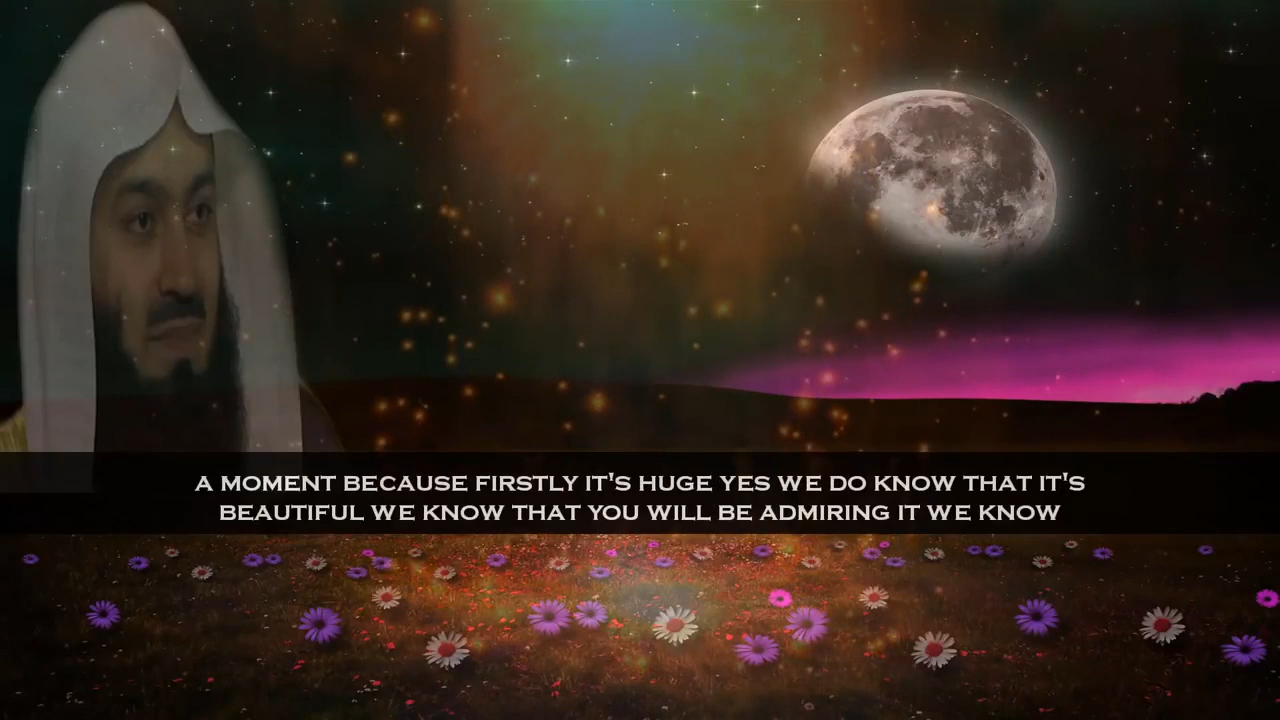 A MOMENT BECAUSE FIRSTLY IT'S HUGE YES WE DO KNOW THAT IT'S
BEAUTIFUL WE KNOW THAT YOU WILL BE ADMIRING IT WE KNOW